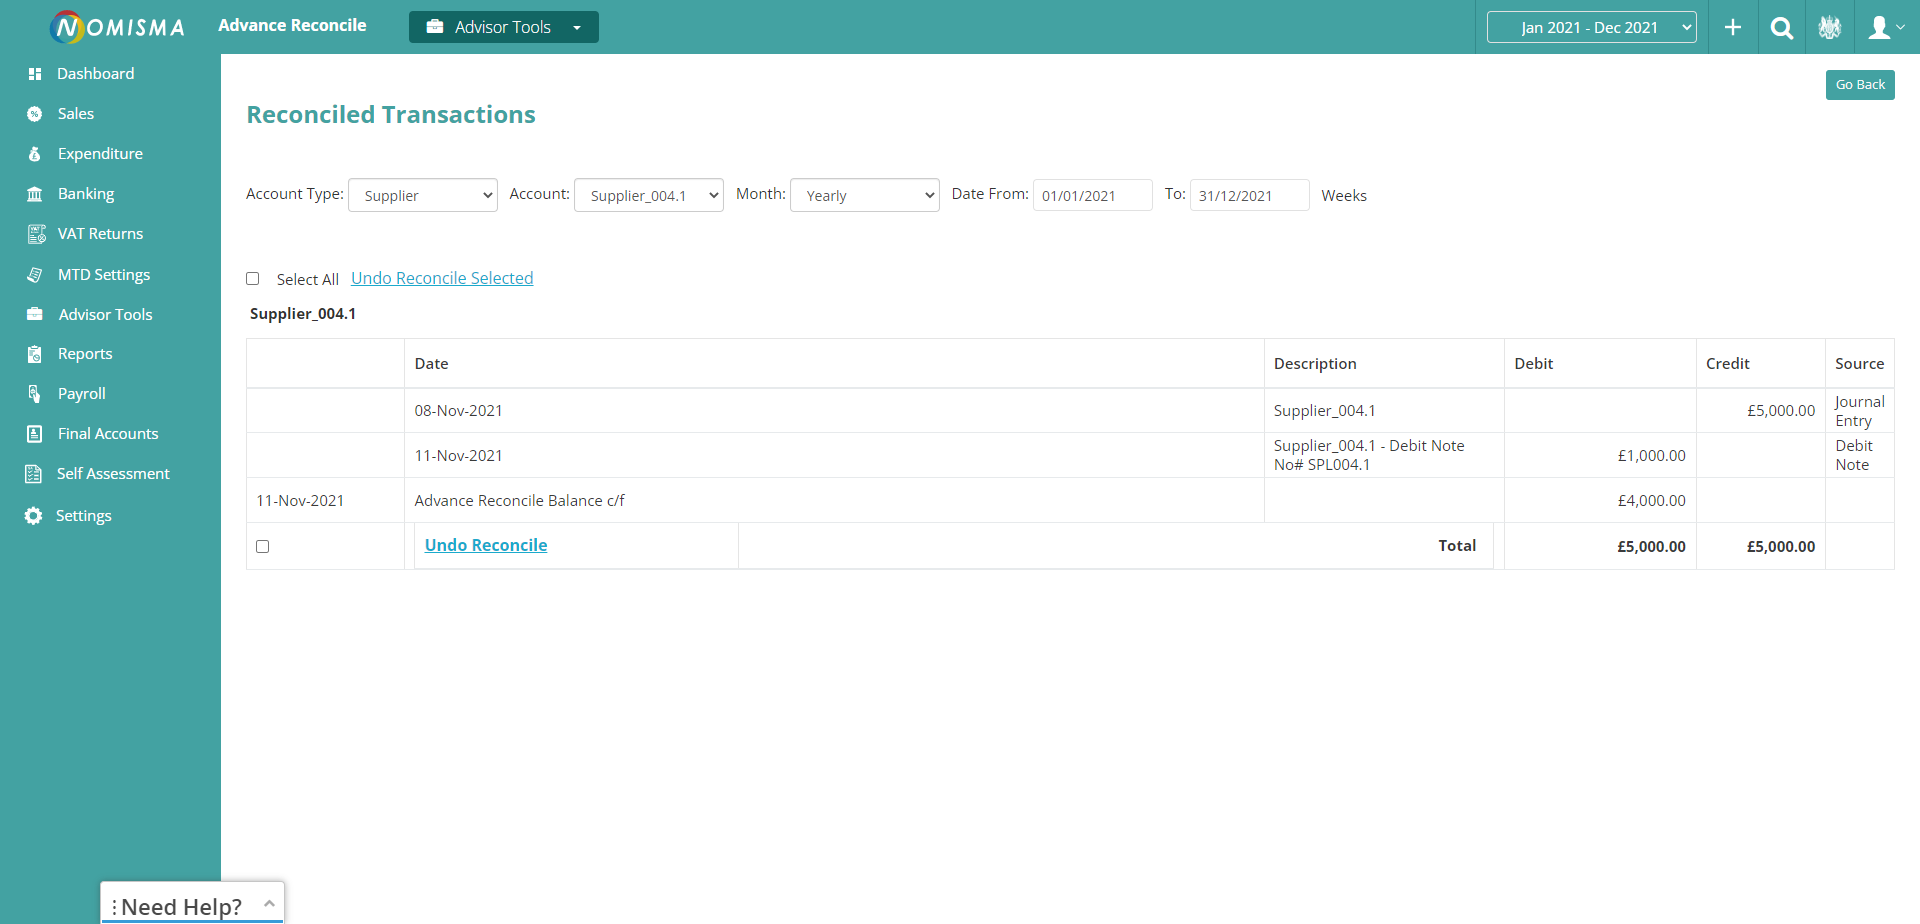 NOMISMA
Advance Reconcile
Advisor Tools
Jan 2021 - Dec 2021
Dashboard
Sales
Expenditure
Banking
VAT Returns
MTD Settings
Advisor Tools
Reports
Payroll
Final Accounts
Self Assessment
Settings
Go Back
Reconciled Transactions
Account Type: Supplier Account: Supplier_004.1 Month: Yearly Date From: 01/01/2021 To: 31/12/2021 Weeks
Select All Undo Reconcile Selected
Supplier_004.1
Date Description Debit Credit Source
08-Nov-2021 Supplier_004.1 £5,000.00 Journal Entry
11-Nov-2021 Supplier_004.1 - Debit Note No# SPL004.1 £1,000.00 Debit Note
11-Nov-2021 Advance Reconcile Balance c/f £4,000.00
Undo Reconcile Total £5,000.00 £5,000.00
Need Help?